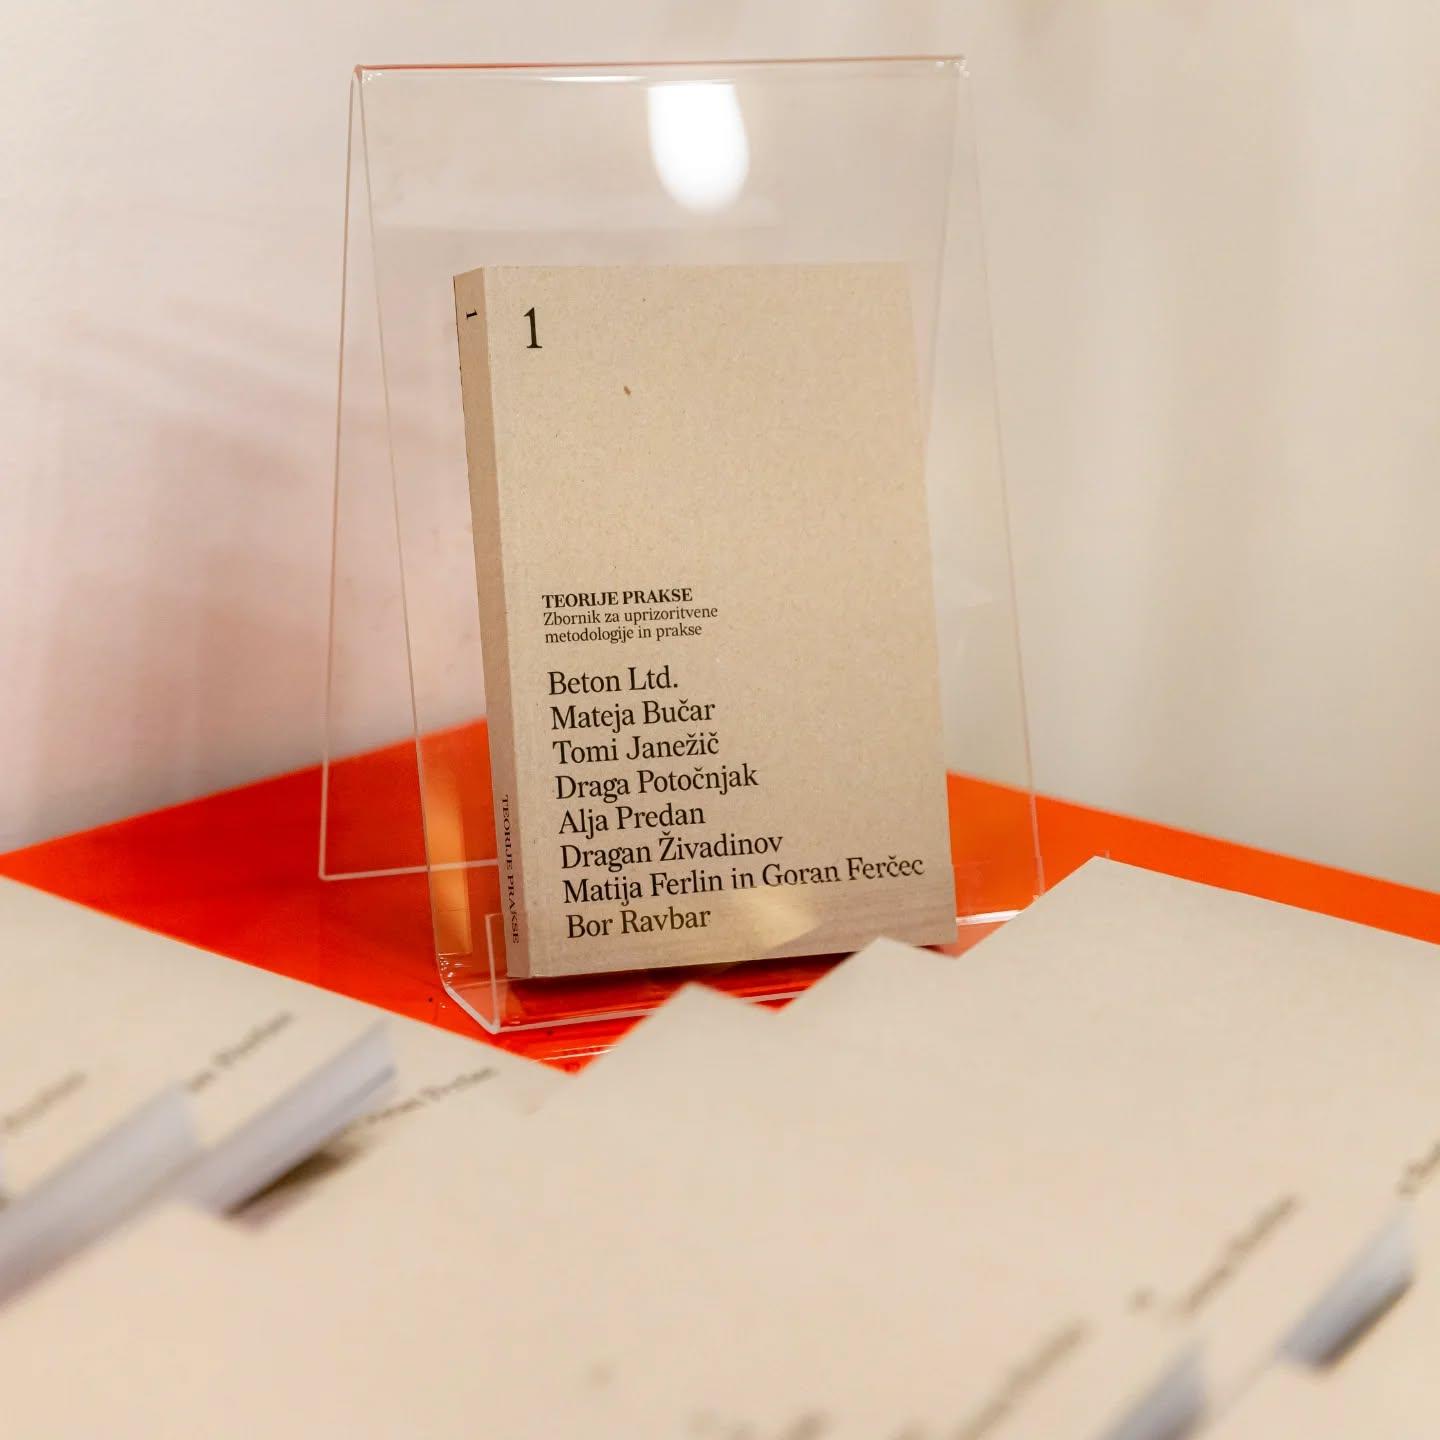 1
1
TEORIJE PRAKSE
TEORIJE PRAKSE
Zbornik za uprizoritvene
metodologije in prakse
Beton Ltd.
Mateja Bučar
Tomi Janežič
Draga Potočnjak
Alja Predan
Dragan Živadinov
Matija Ferlin in Goran Ferčec
Bor Ravbar